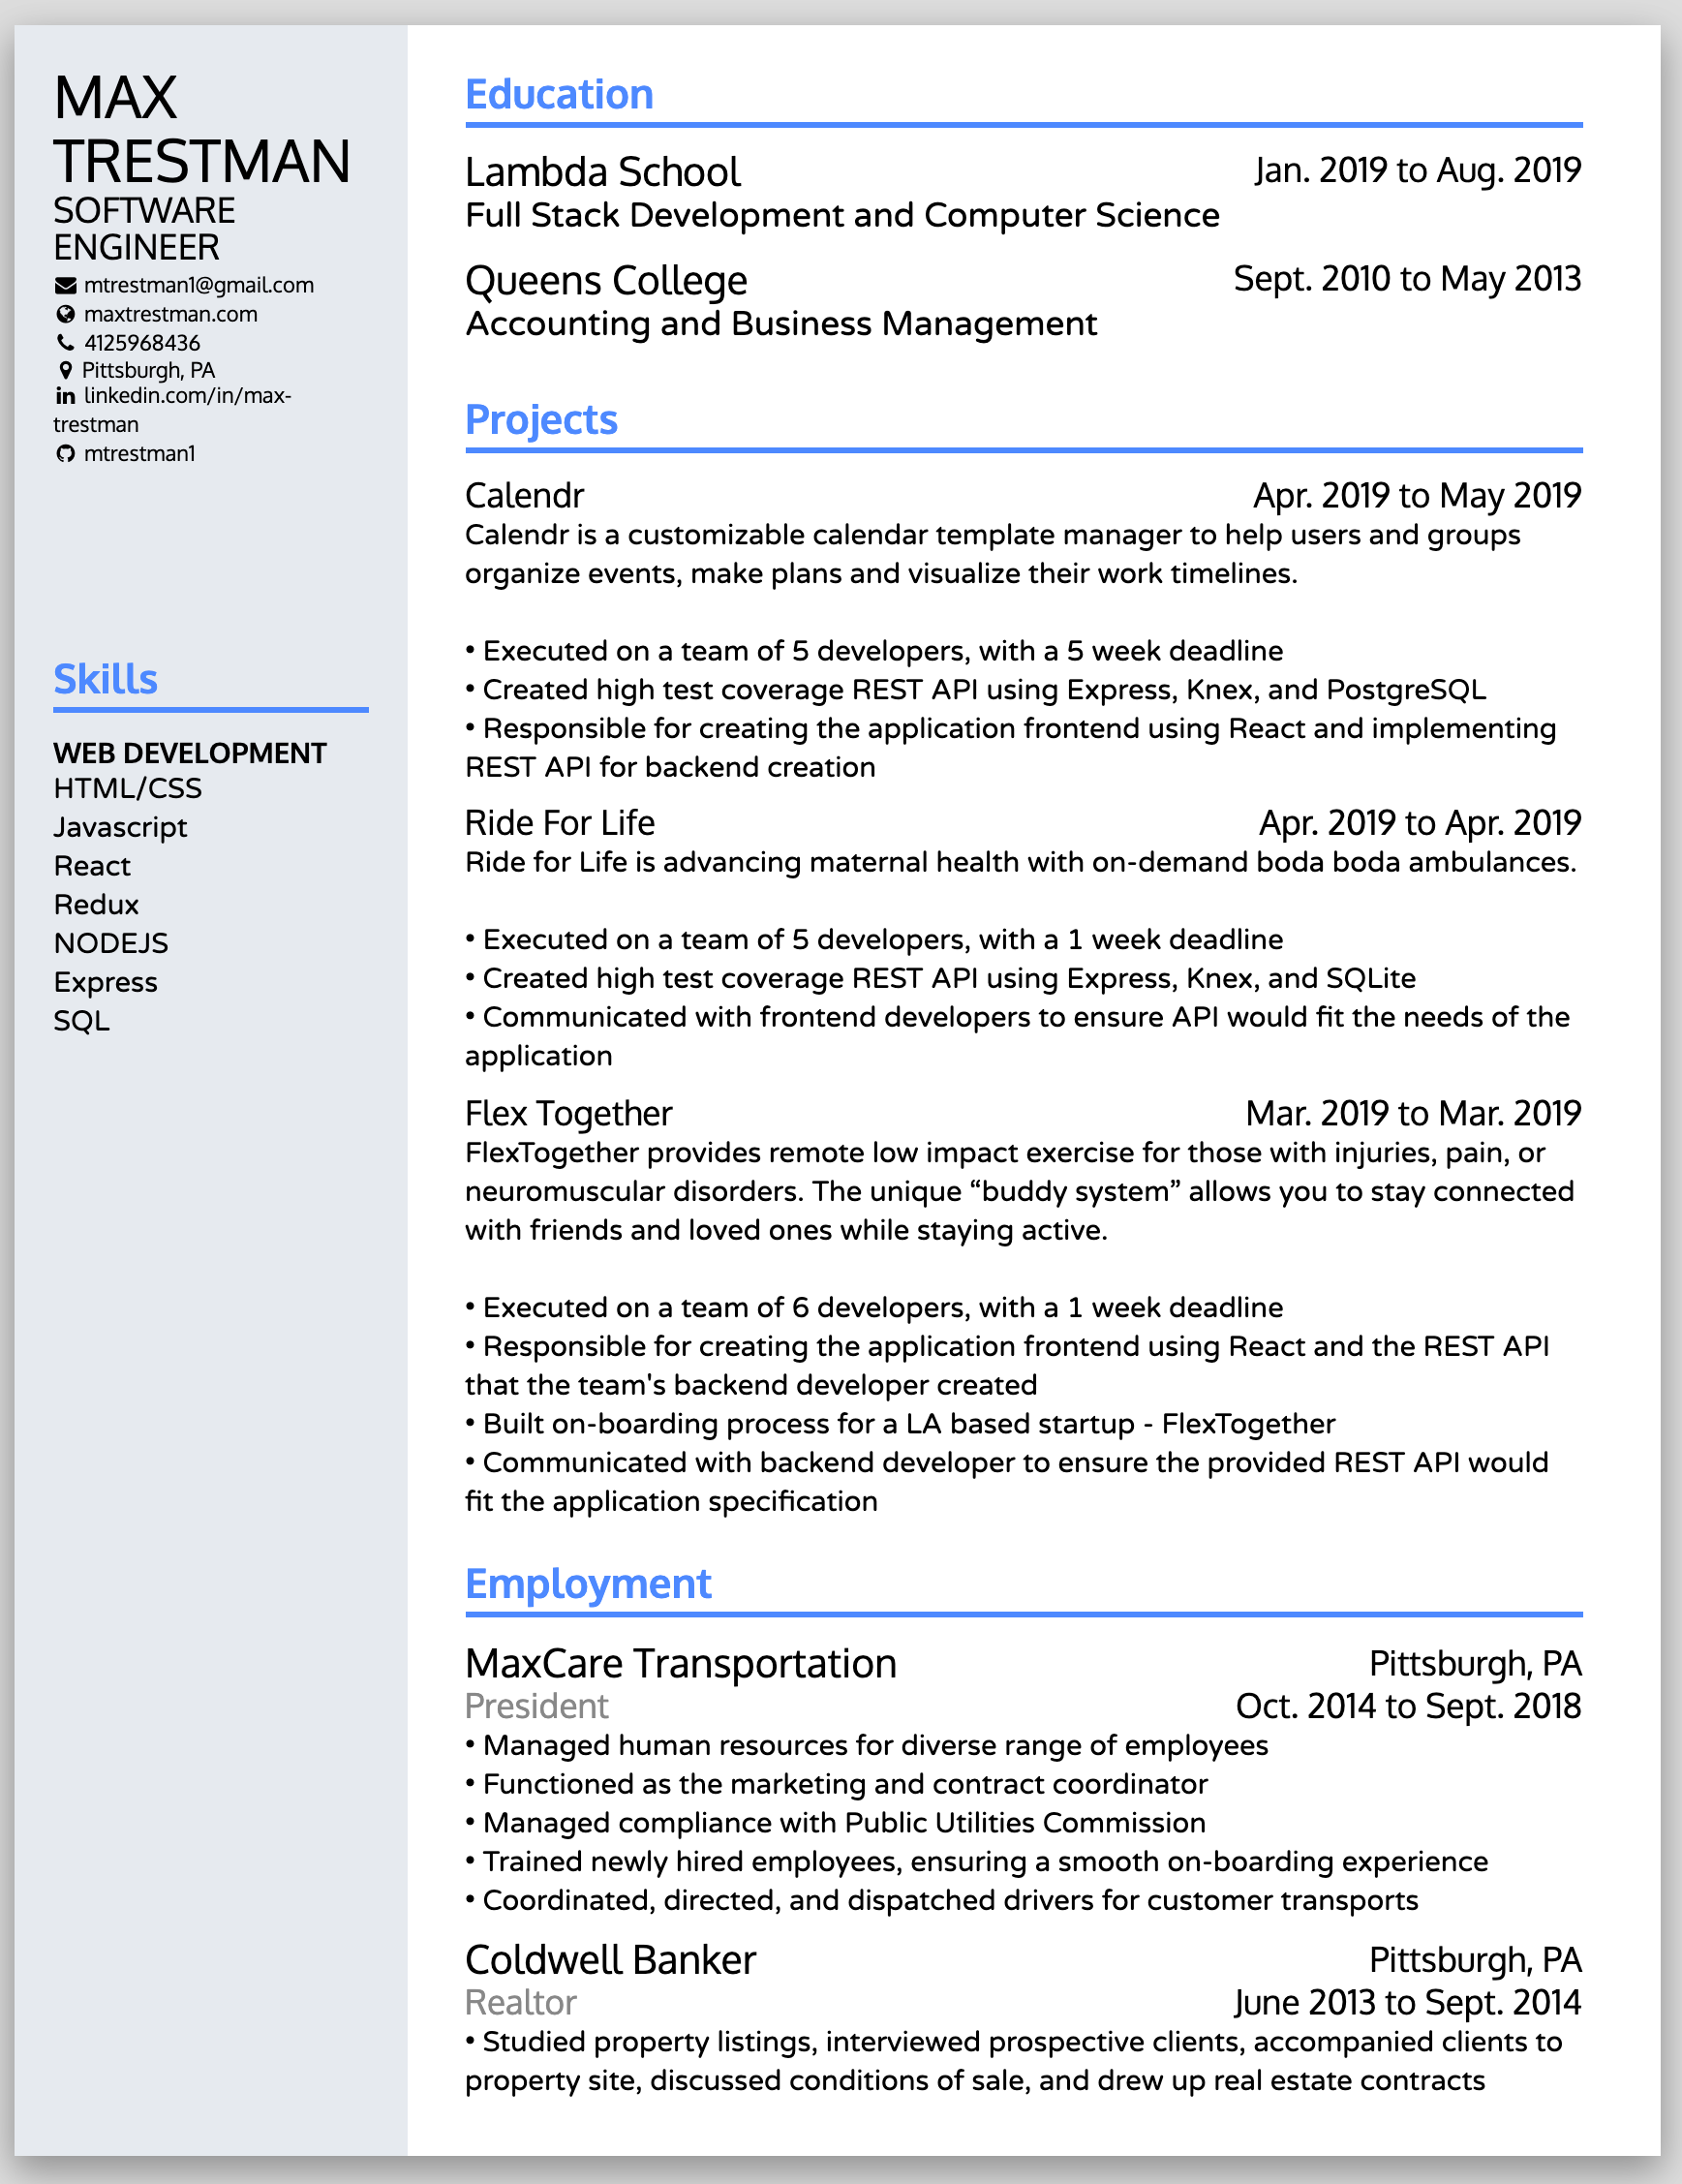 MAX
TRESTMAN
SOFTWARE
ENGINEER
mtrestman1@gmail.com
maxtrestman.com
4125968436
Pittsburgh, PA
linkedin.com/in/max-
trestman
mtrestman1
Skills
WEB DEVELOPMENT
HTML/CSS
Javascript
React
Redux
NODEJS
Express
SQL
Education
Lambda School Jan. 2019 to Aug. 2019
Full Stack Development and Computer Science
Queens College Sept. 2010 to May 2013
Accounting and Business Management
Projects
Calendr Apr. 2019 to May 2019
Calendr is a customizable calendar template manager to help users and groups
organize events, make plans and visualize their work timelines.
• Executed on a team of 5 developers, with a 5 week deadline
• Created high test coverage REST API using Express, Knex, and PostgreSQL
• Responsible for creating the application frontend using React and implementing
REST API for backend creation
Ride For Life Apr. 2019 to Apr. 2019
Ride for Life is advancing maternal health with on-demand boda boda ambulances.
• Executed on a team of 5 developers, with a 1 week deadline
• Created high test coverage REST API using Express, Knex, and SQLite
• Communicated with frontend developers to ensure API would fit the needs of the
application
Flex Together Mar. 2019 to Mar. 2019
FlexTogether provides remote low impact exercise for those with injuries, pain, or
neuromuscular disorders. The unique “buddy system” allows you to stay connected
with friends and loved ones while staying active.
• Executed on a team of 6 developers, with a 1 week deadline
• Responsible for creating the application frontend using React and the REST API
that the team's backend developer created
• Built on-boarding process for a LA based startup - FlexTogether
• Communicated with backend developer to ensure the provided REST API would
fit the application specification
Employment
MaxCare Transportation Pittsburgh, PA
President Oct. 2014 to Sept. 2018
• Managed human resources for diverse range of employees
• Functioned as the marketing and contract coordinator
• Managed compliance with Public Utilities Commission
• Trained newly hired employees, ensuring a smooth on-boarding experience
• Coordinated, directed, and dispatched drivers for customer transports
Coldwell Banker Pittsburgh, PA
Realtor June 2013 to Sept. 2014
• Studied property listings, interviewed prospective clients, accompanied clients to
property site, discussed conditions of sale, and drew up real estate contracts